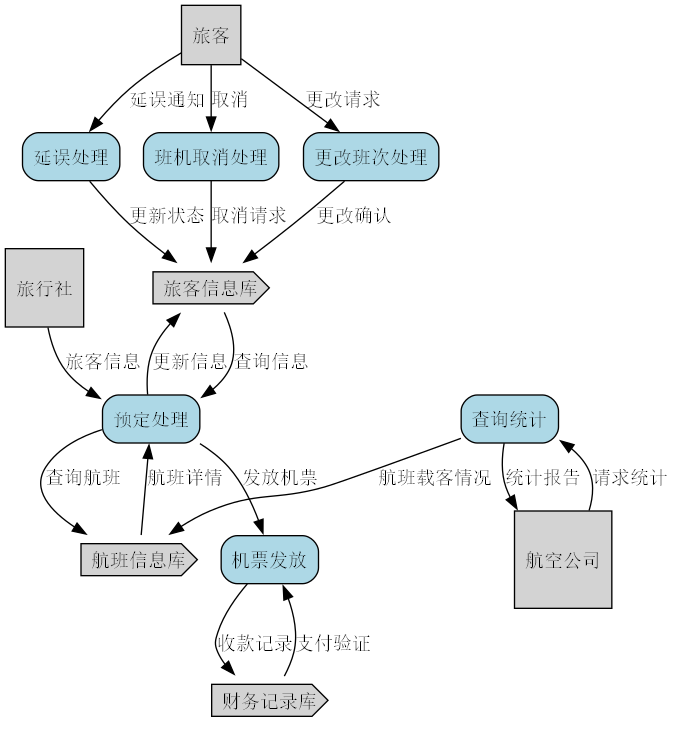 旅客
延误通知 取消 更改请求
延误处理 班机取消处理 更改班次处理
更新状态 取消请求 更改确认
旅行社 旅客信息库
旅客信息 更新信息 查询信息
预定处理 查询统计
查询航班 航班详情 发放机票 航班载客情况 统计报告 请求统计
航班信息库 机票发放 航空公司
收款记录 支付验证
财务记录库